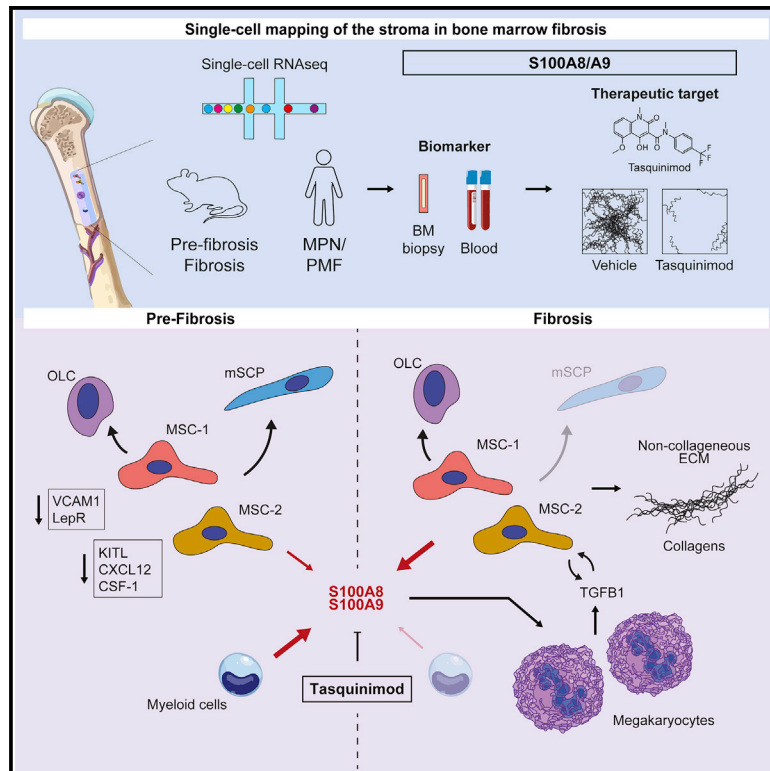 Single-cell mapping of the stroma in bone marrow fibrosis
Single-cell RNAseq
S100A8/A9
Therapeutic target
N
O
O
OH
O
N
F
F
F
Tasquinimod
Biomarker
Pre-fibrosis
Fibrosis
MPN/
PMF
BM
biopsy
Blood
Vehicle
Tasquinimod
Pre-Fibrosis
Fibrosis
OLC
mSCP
MSC-1
VCAM1
LepR
MSC-2
KITL
CXCL12
CSF-1
S100A8
S100A9
Myeloid cells
Tasquinimod
OLC
mSCP
MSC-1
Non-collageneous
ECM
MSC-2
Collagens
TGFB1
Megakaryocytes